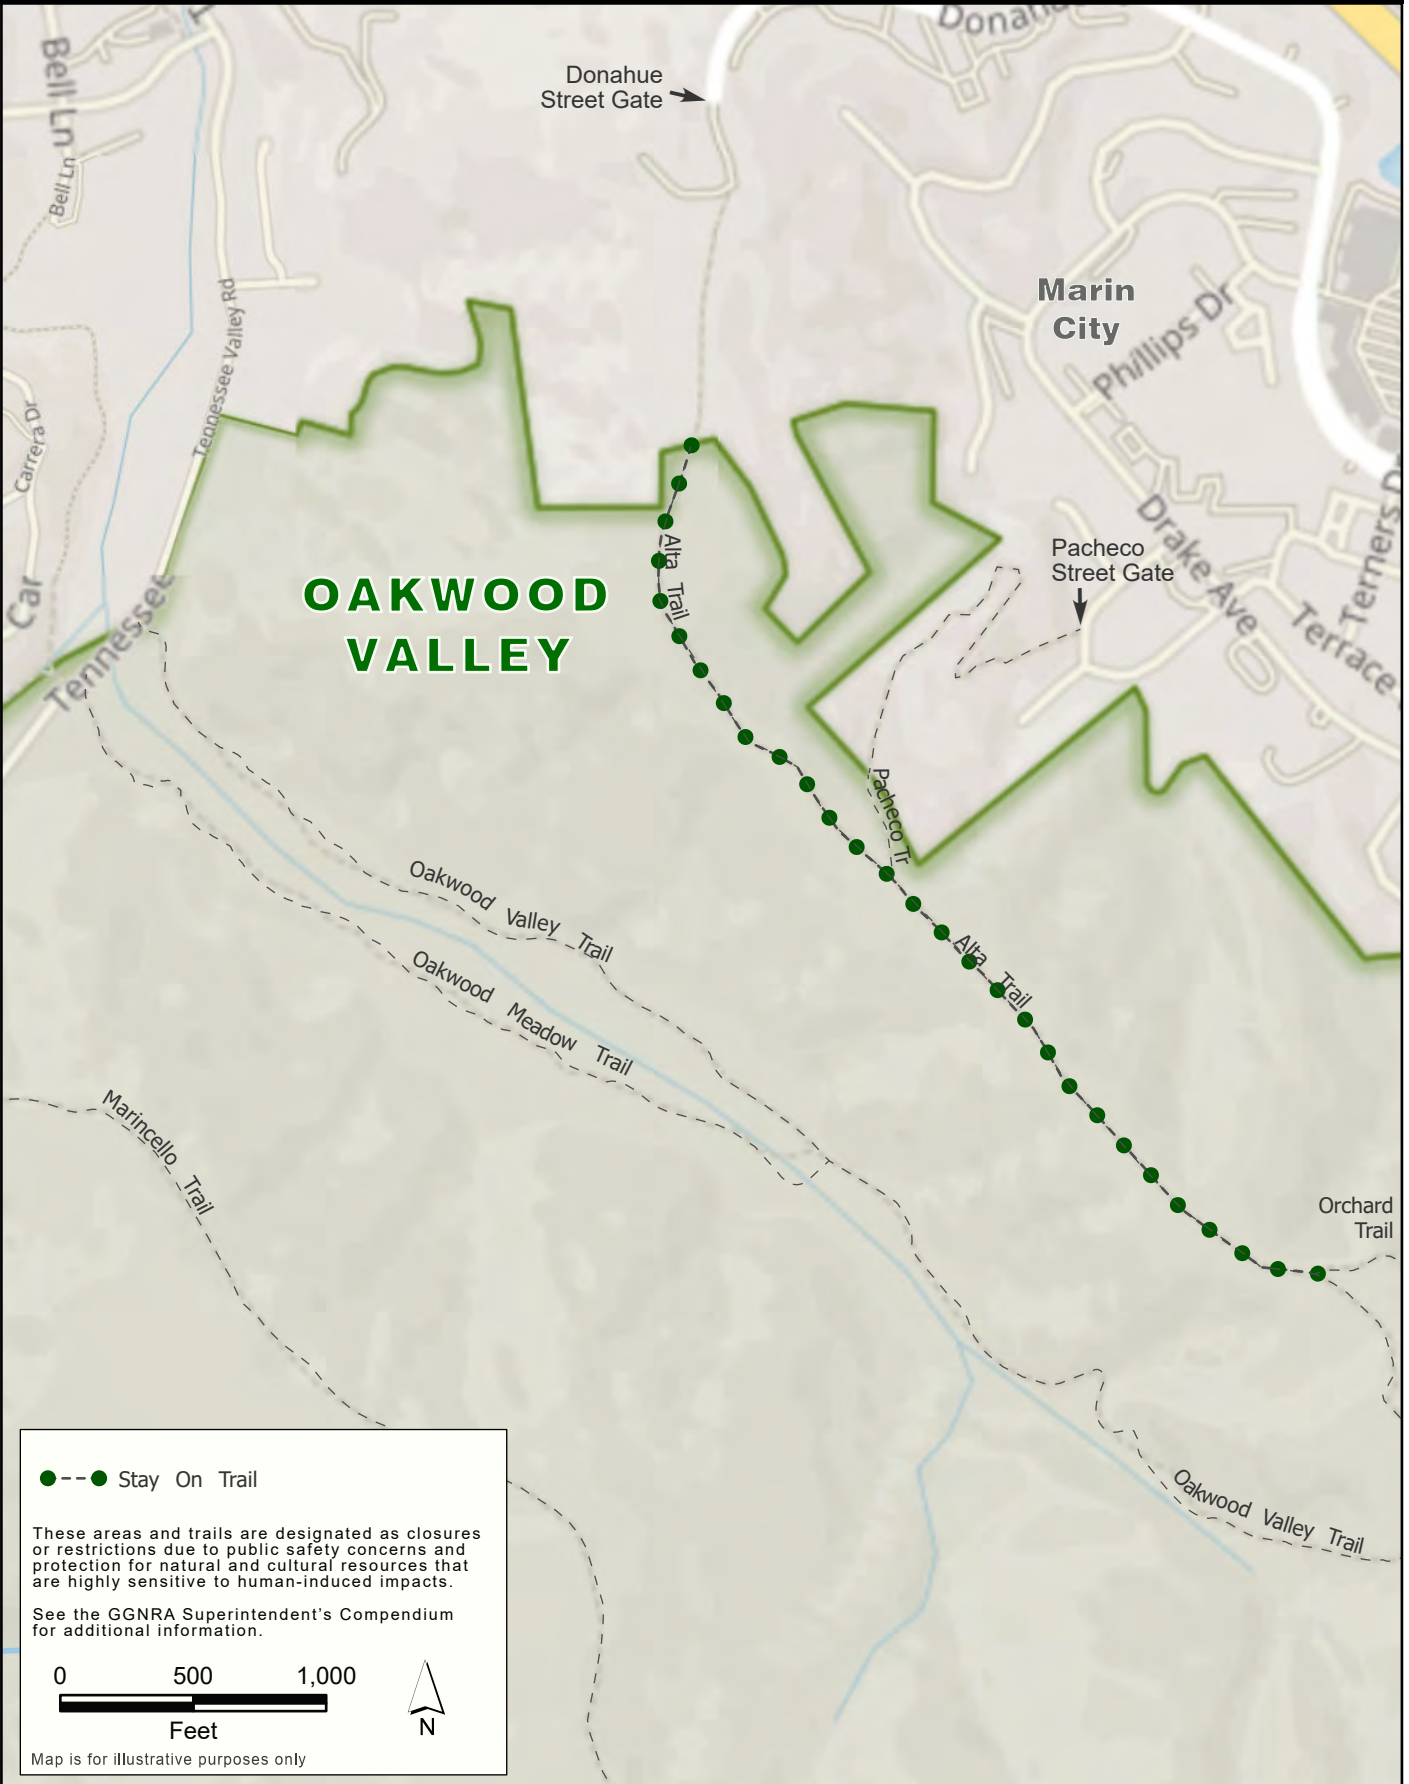 Donahue
Bell Ln
Donahue
Street Gate
Bell Ln
Tennessee Valley Rd
Marin
City
Phillips Dr
Carrera Dr
Terners Dr
Drake Ave
Alta Trail
Pacheco
Street Gate
Car
Tennessee
OAKWOOD
VALLEY
Terrace
Pacheco Tr
Oakwood Valley Trail
Alta Trail
Oakwood Meadow Trail
Marincello Trail
Orchard
Trail
Oakwood Valley Trail
Stay On Trail
These areas and trails are designated as closures
or restrictions due to public safety concerns and
protection for natural and cultural resources that
are highly sensitive to human-induced impacts.
See the GGNRA Superintendent's Compendium
for additional information.
0 500 1,000
Feet
N
Map is for illustrative purposes only